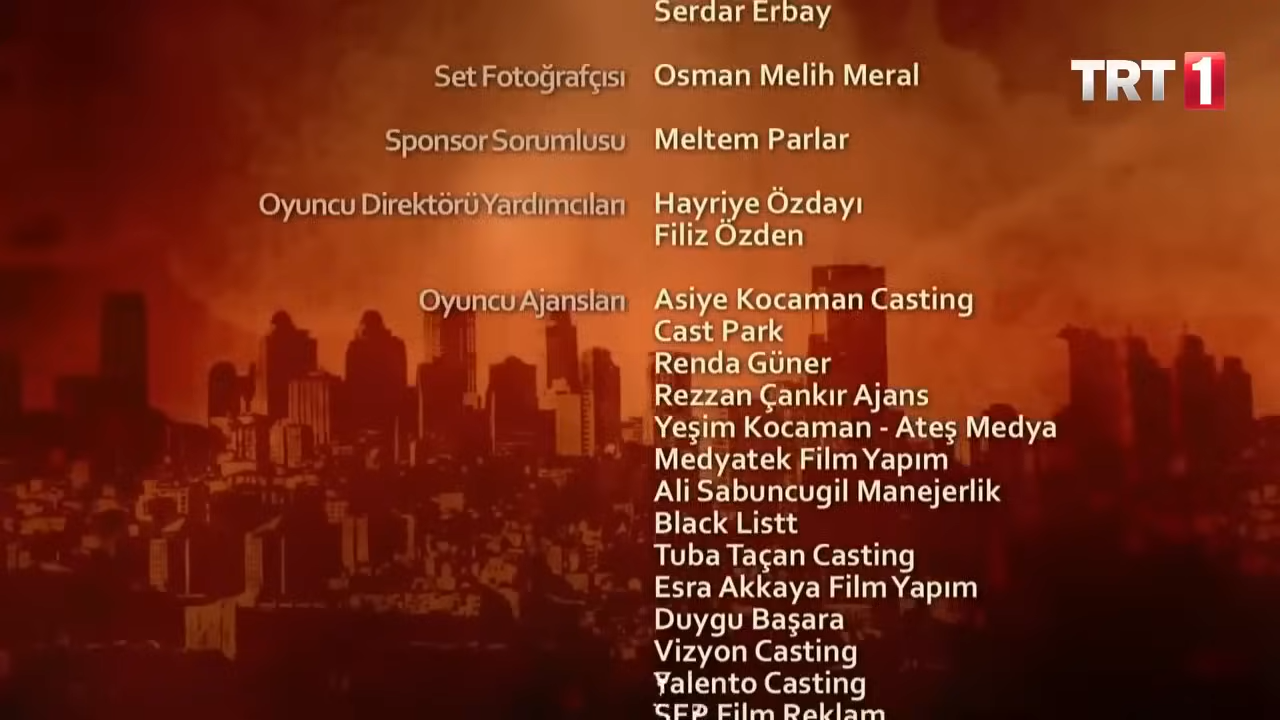 Serdar Erbay
Set Fotoğrafçısı Osman Melih Meral
TRT 1
Sponsor Sorumlusu Meltem Parlar
Oyuncu Direktörü Yardımcıları Hayriye Özdayı
Filiz Özden
Oyuncu Ajansları Asiye Kocaman Casting
Cast Park
Renda Güner
Rezzan Çankır Ajans
Yeşim Kocaman - Ateş Medya
Medyatek Film Yapım
Ali Sabuncugil Manejerlik
Black Listt
Tuba Taçan Casting
Esra Akkaya Film Yapım
Duygu Başara
Vizyon Casting
Casting
Film Reklam